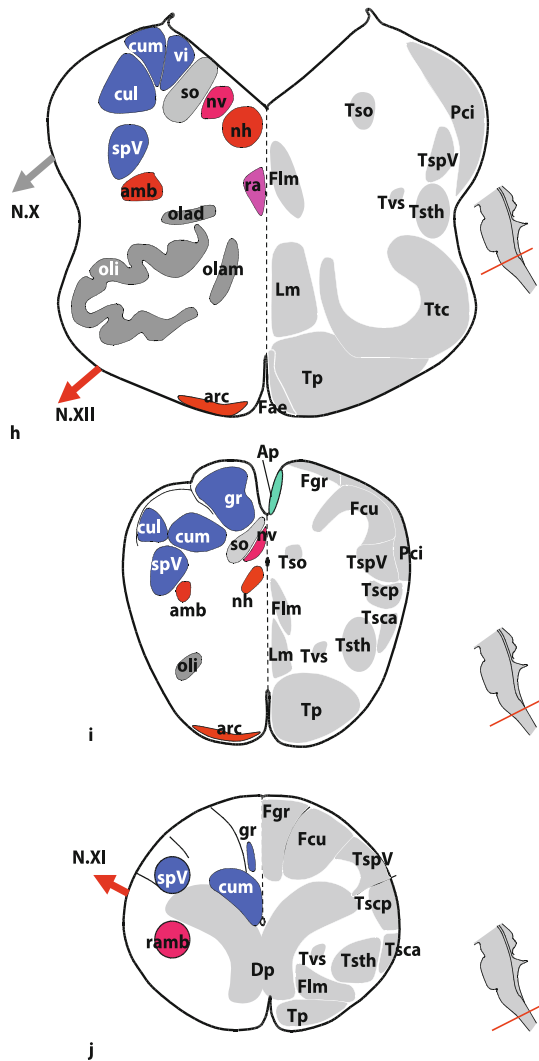 cum
vi
cul
so
nv
nh
Tso
Pci
spV
TspV
amb
ra
Flm
Tvs
Tsth
N.X
olad
oli
olam
Lm
Ttc
Tp
arc
N.XII
Fae
h
Ap
gr
Fgr
Fcu
cul
cum
so
nv
Tso
TspV
Pci
spV
Tscp
amb
nh
Flm
Tsca
Tsth
oli
Lm
Tvs
Tp
arc
i
Fgr
gr
Fcu
N.XI
TspV
spV
cum
Tscp
ramb
Tvs
Tsth
Tsca
Dp
Flm
Tp
j